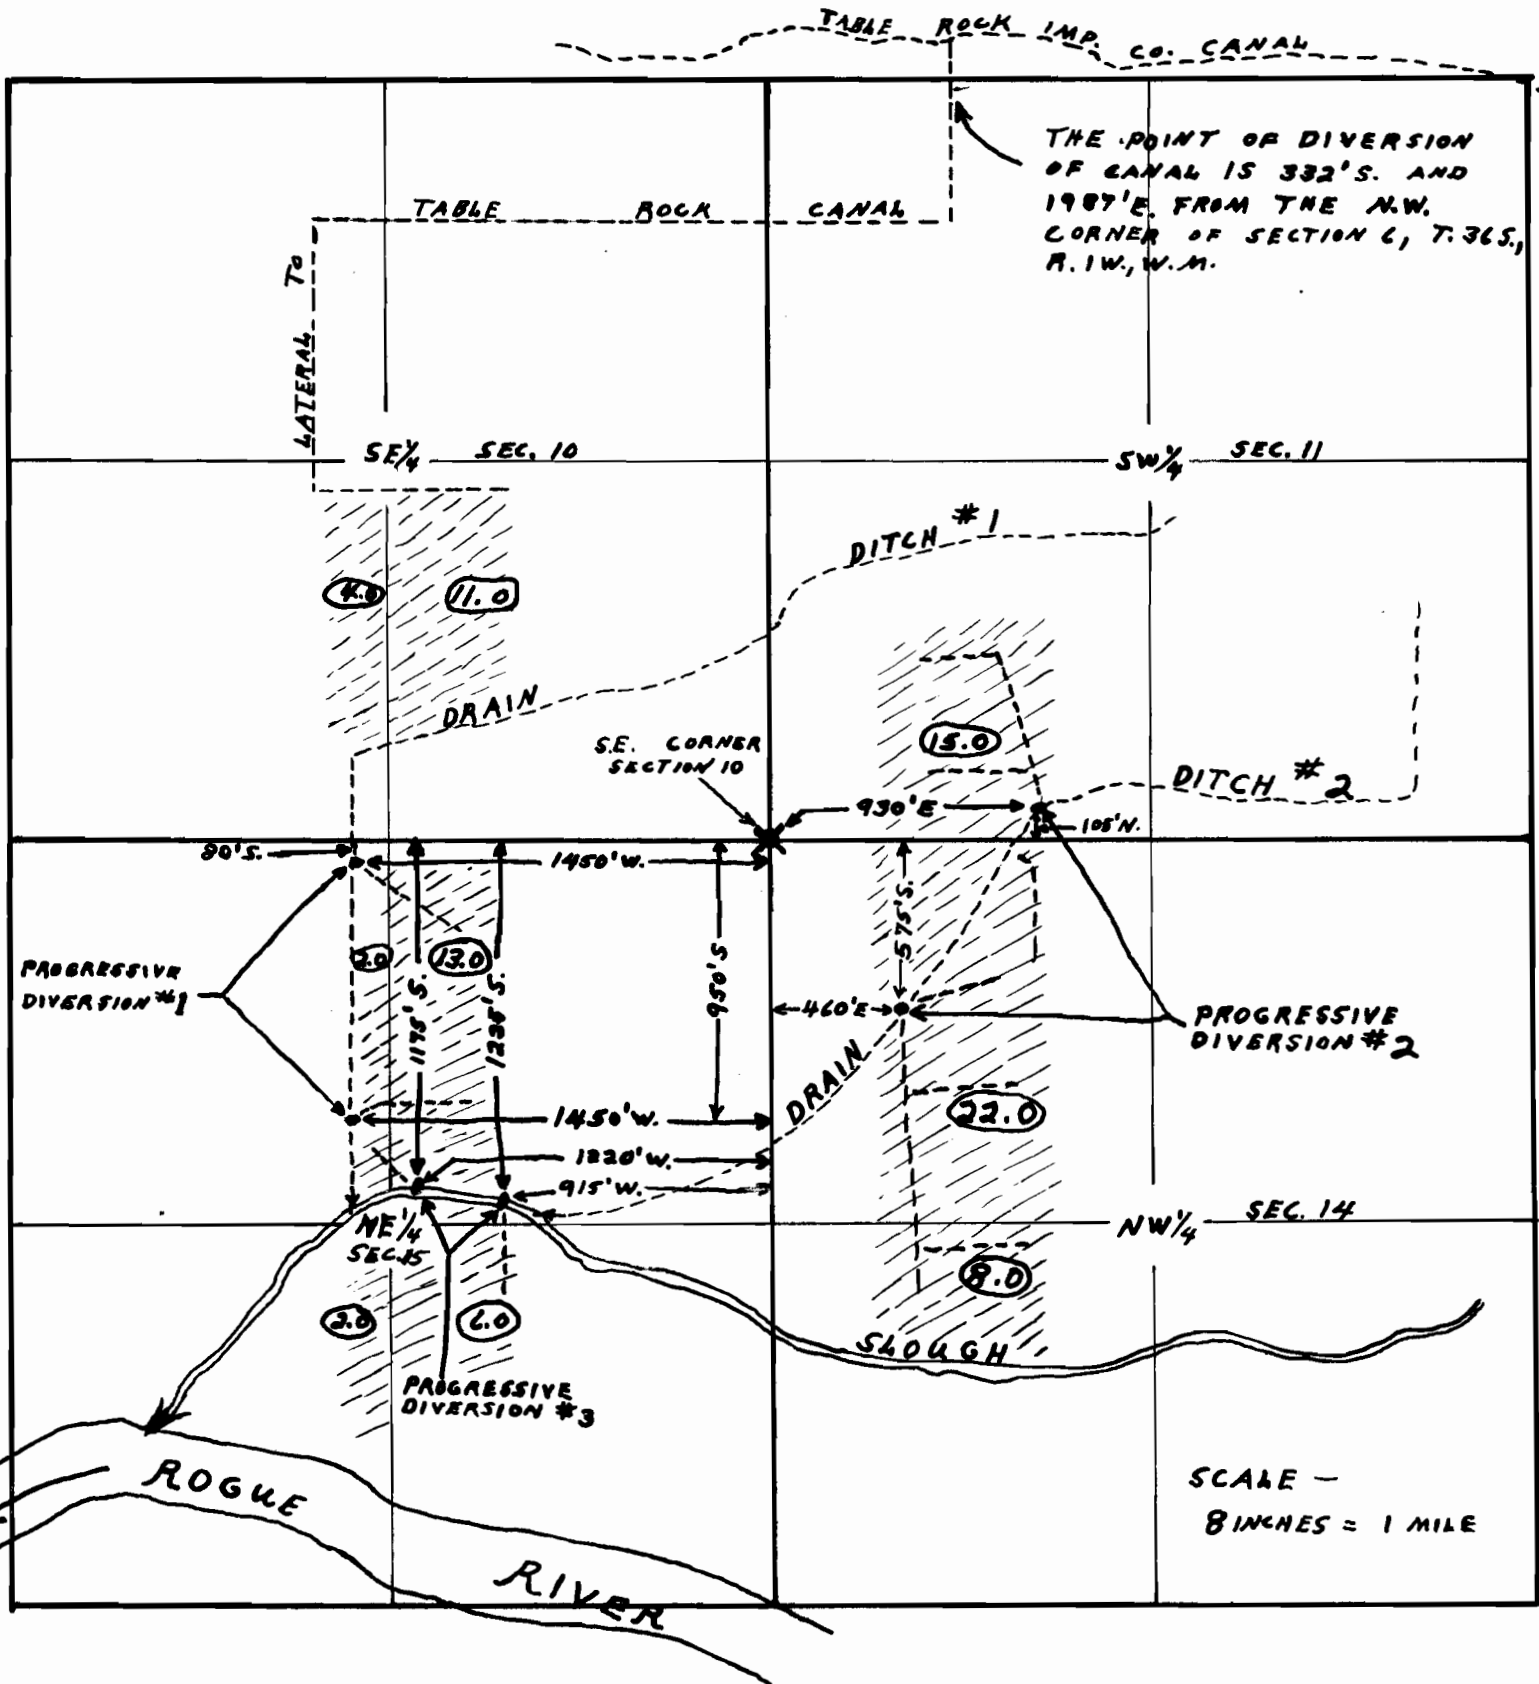 TABLE ROCK IMP. CO. CANAL
THE POINT OF DIVERSION
OF CANAL IS 332'S. AND
1987'E. FROM THE N.W.
CORNER OF SECTION 6, T.36S.,
R.1W., W.M.
TABLE ROCK CANAL
LATERAL TO
SE¼ SEC. 10
SW¼ SEC. 11
DITCH #1
4.0
11.0
DRAIN
S.E. CORNER
SECTION 10
15.0
DITCH #2
930'E
105'N.
80'S.
1450'W.
575'S.
PROGRESSIVE
DIVERSION #1
2.0
13.0
1175'S.
1235'S.
950'S
460'E
PROGRESSIVE
DIVERSION #2
DRAIN
22.0
1450'W.
1220'W.
915'W.
NE¼
SEC.15
NW¼ SEC. 14
8.0
2.0
6.0
SLOUGH
PROGRESSIVE
DIVERSION #3
ROGUE
RIVER
SCALE —
8 INCHES = 1 MILE